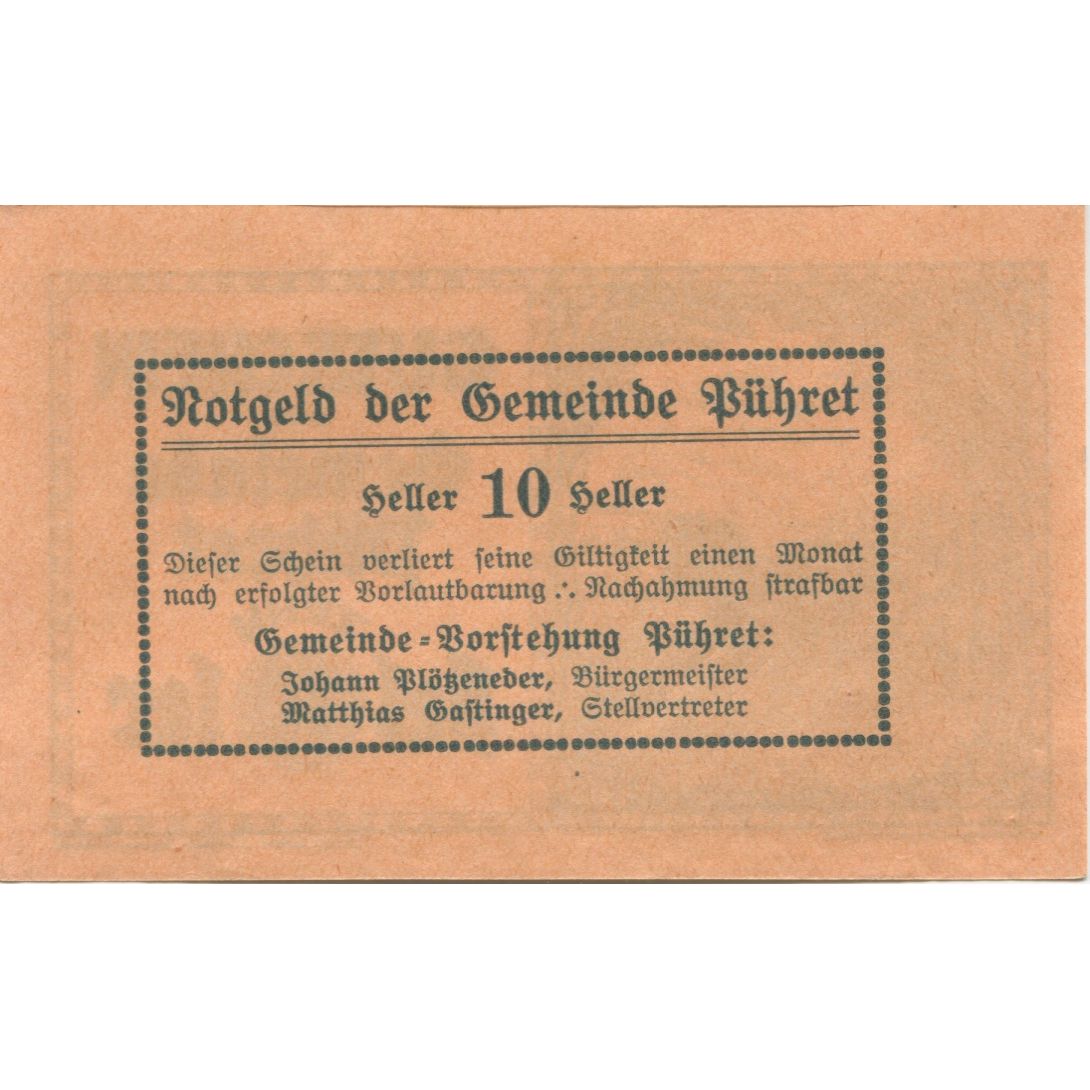 Notgeld der Gemeinde Pühret
Heller 10 Heller
Dieser Schein verliert seine Giltigkeit einen Monat
nach erfolgter Vorlautbarung ∴ Nachahmung strafbar
Gemeinde-Vorstehung Pühret:
Johann Plötzeneder, Bürgermeister
Matthias Gastinger, Stellvertreter